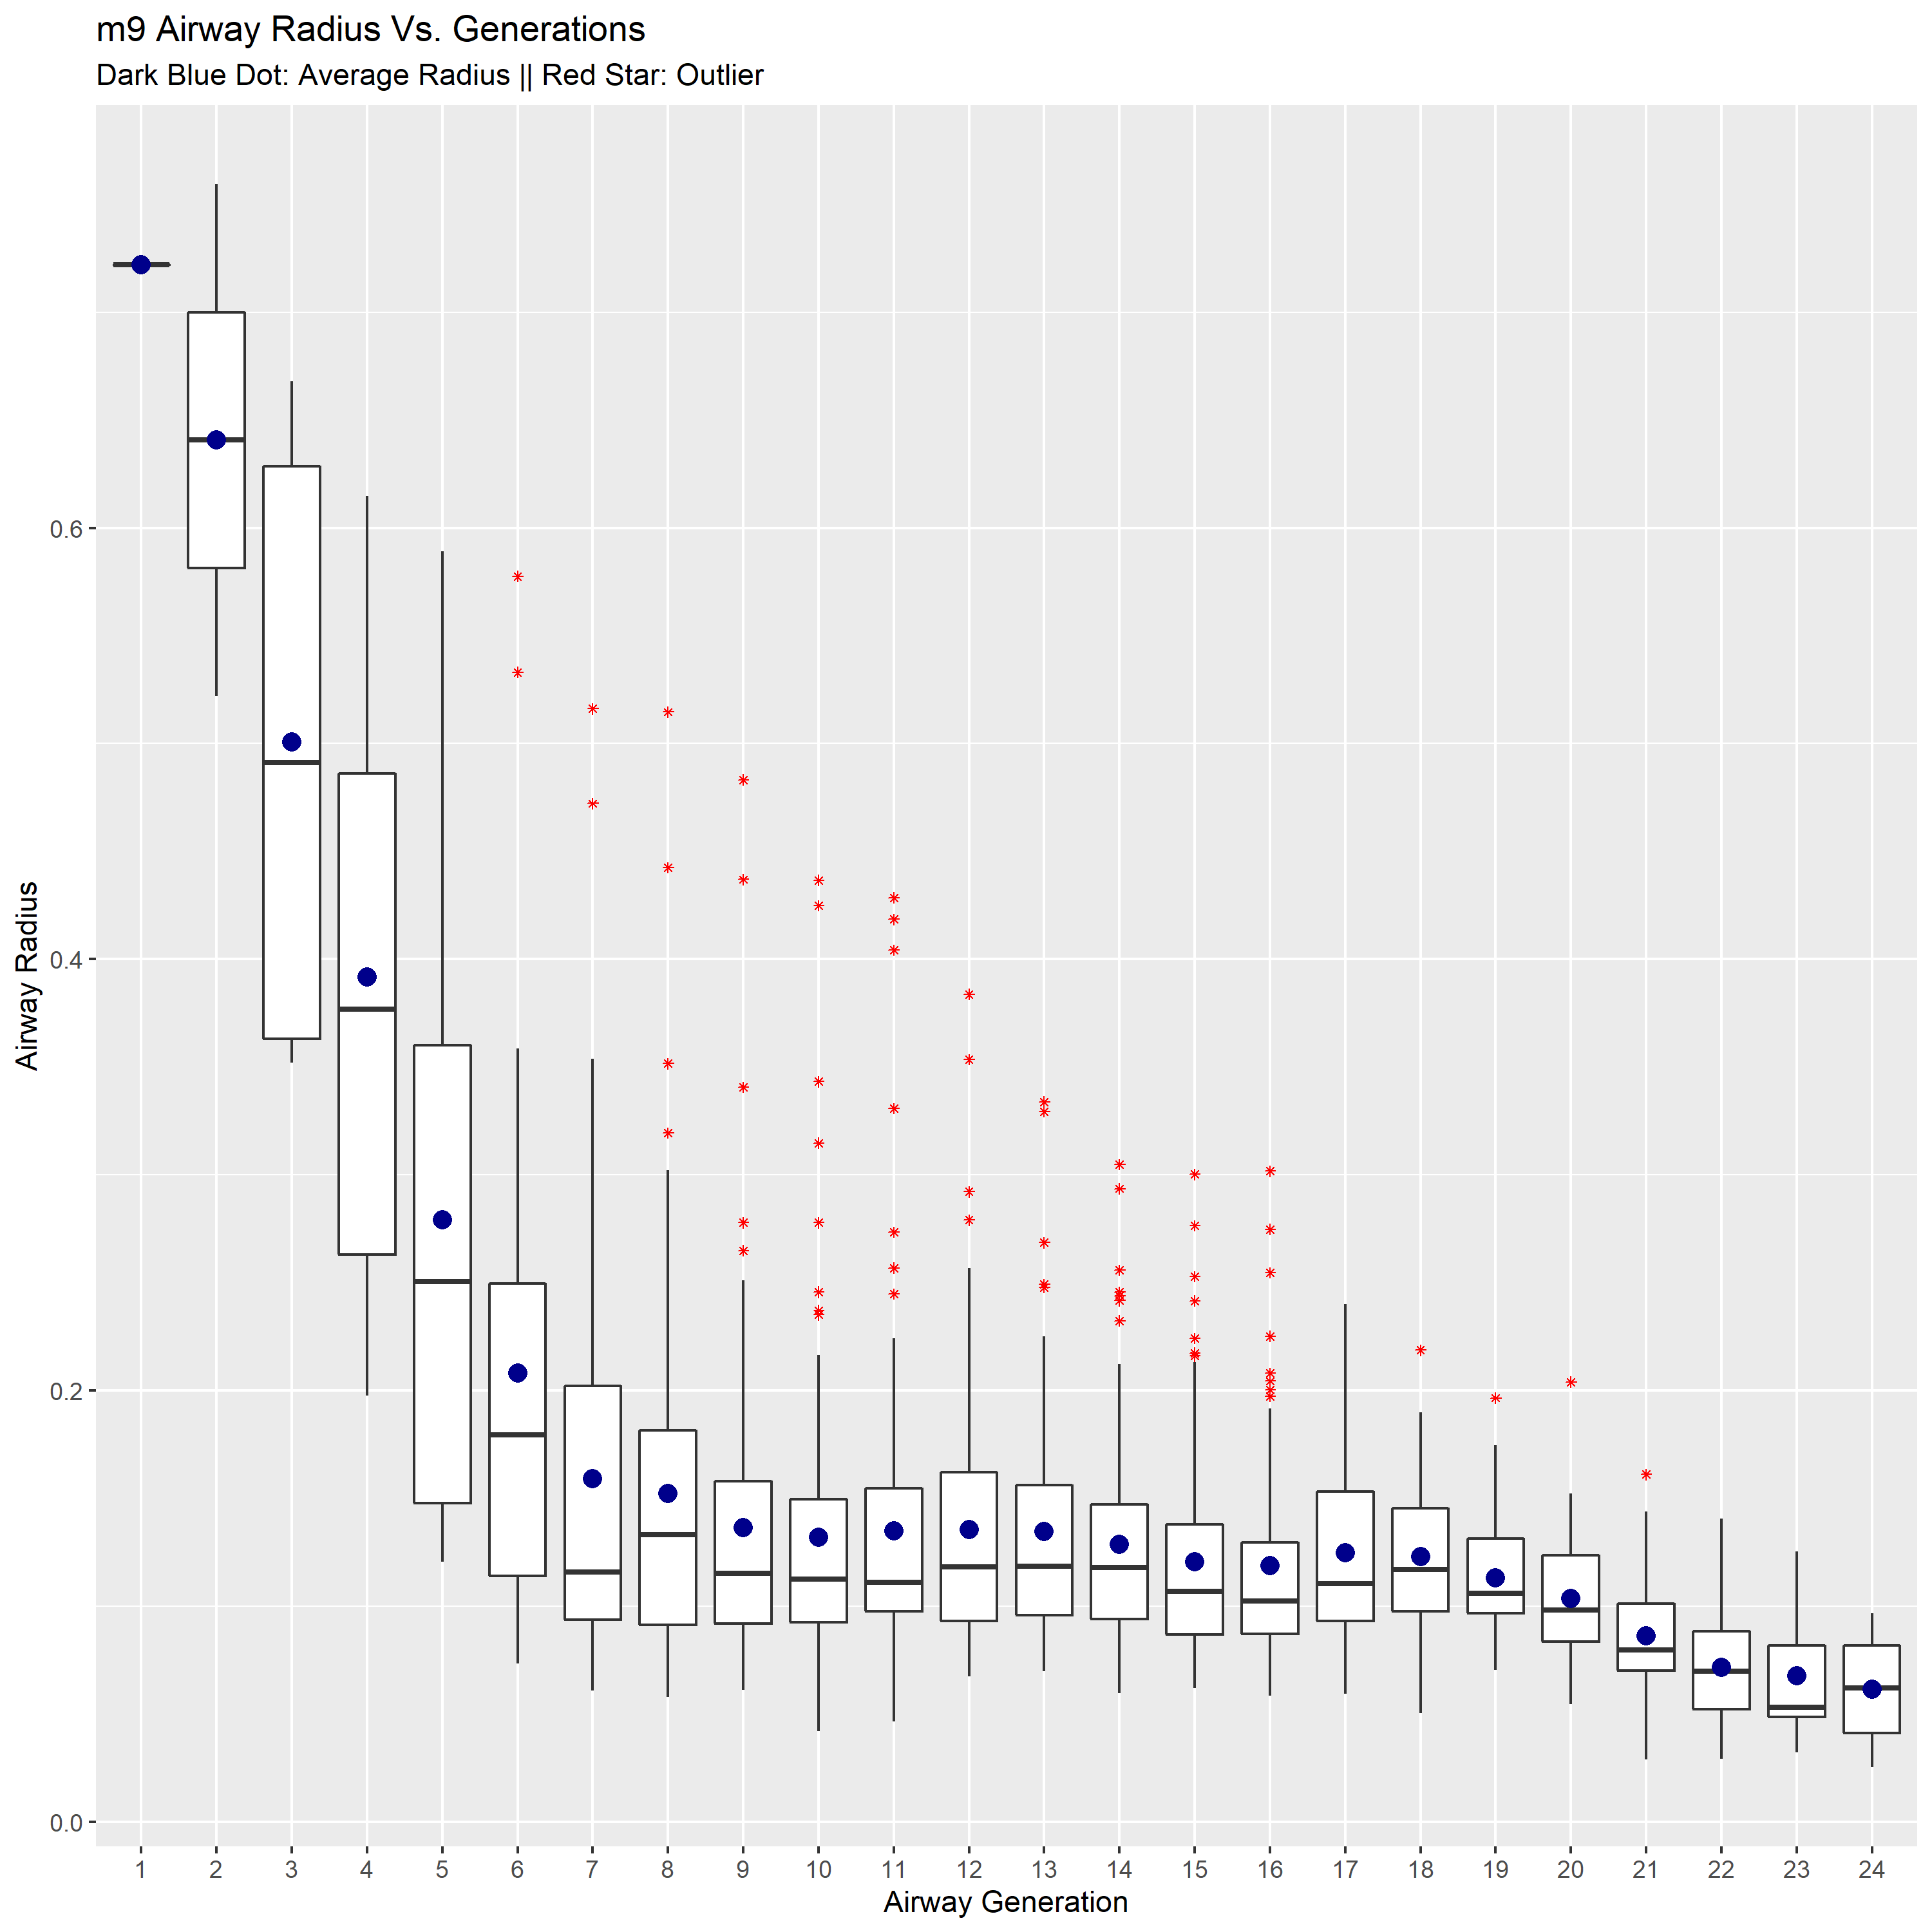 m9 Airway Radius Vs. Generations
Dark Blue Dot: Average Radius || Red Star: Outlier
Airway Radius
0.6
0.4
0.2
0.0
1 2 3 4 5 6 7 8 9 10 11 12 13 14 15 16 17 18 19 20 21 22 23 24
Airway Generation